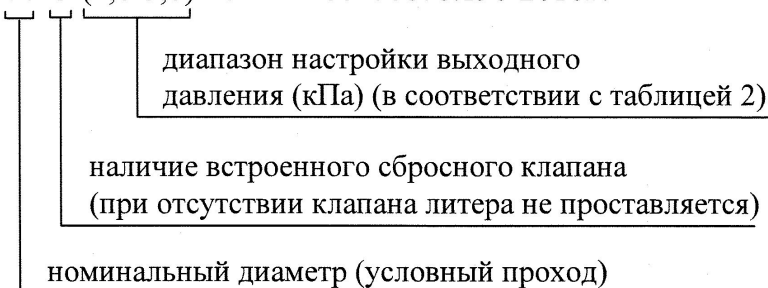 диапазон настройки выходного
давления (кПа) (в соответствии с таблицей 2)
наличие встроенного сбросного клапана
(при отсутствии клапана литера не проставляется)
номинальный диаметр (условный проход)